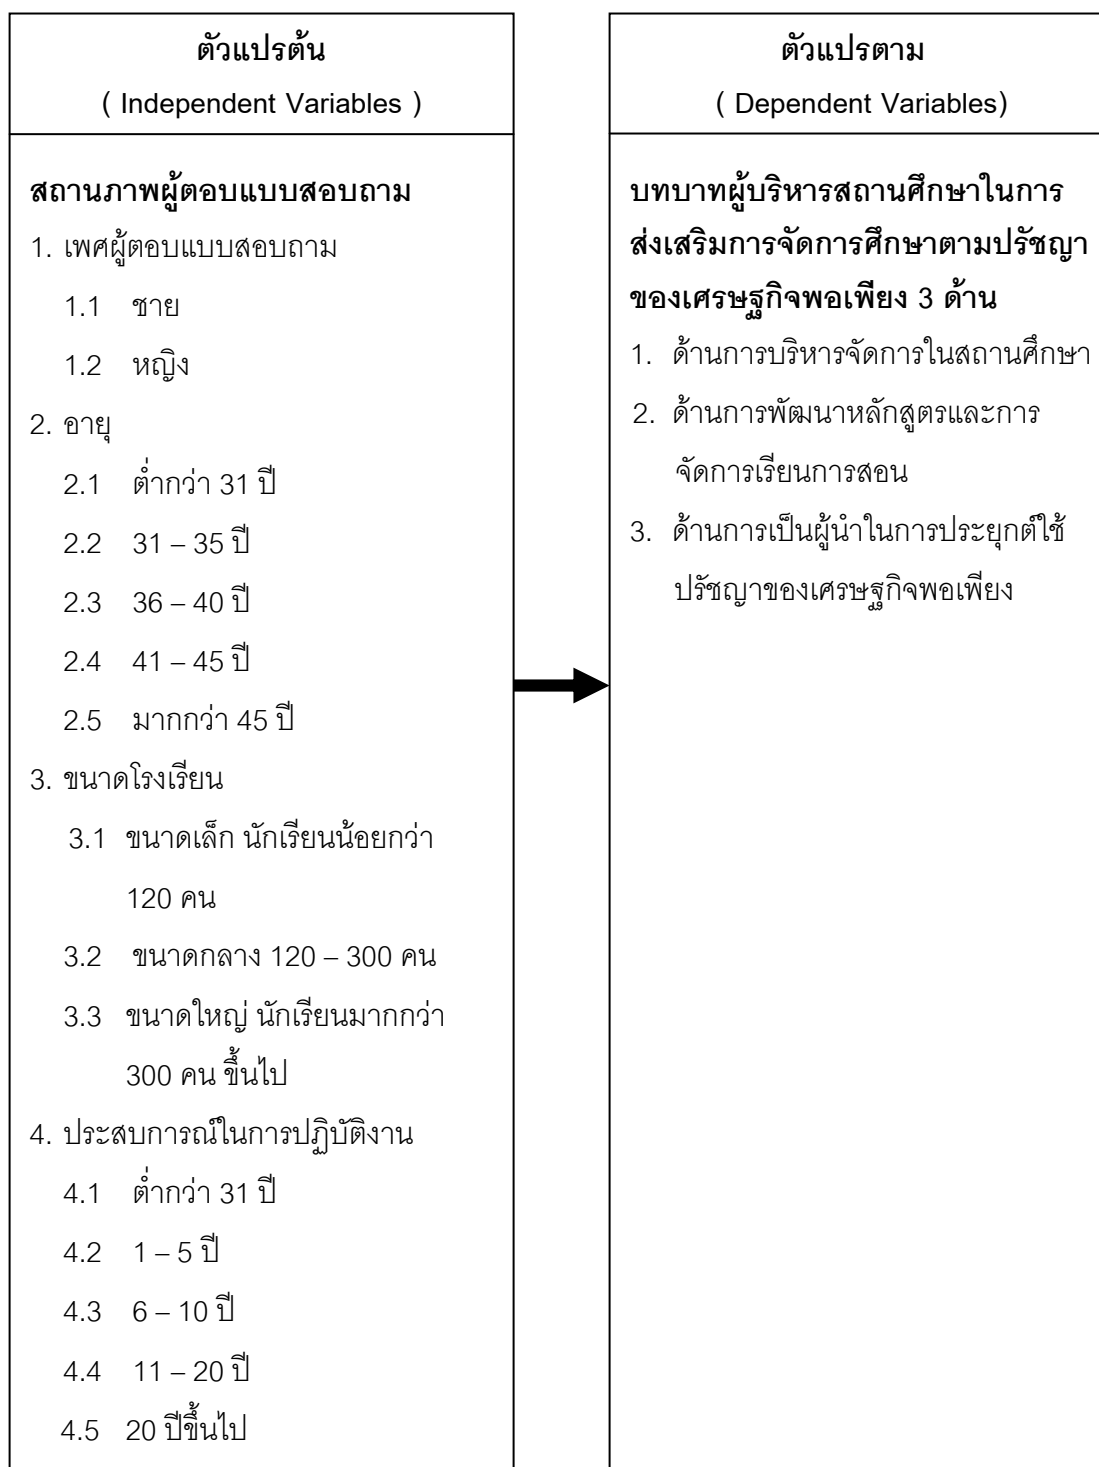 ตัวแปรต้น
( Independent Variables )
สถานภาพผู้ตอบแบบสอบถาม
1. เพศผู้ตอบแบบสอบถาม
1.1 ชาย
1.2 หญิง
2. อายุ
2.1 ต่ำกว่า 31 ปี
2.2 31 – 35 ปี
2.3 36 – 40 ปี
2.4 41 – 45 ปี
2.5 มากกว่า 45 ปี
3. ขนาดโรงเรียน
3.1 ขนาดเล็ก นักเรียนน้อยกว่า
120 คน
3.2 ขนาดกลาง 120 – 300 คน
3.3 ขนาดใหญ่ นักเรียนมากกว่า
300 คน ขึ้นไป
4. ประสบการณ์ในการปฏิบัติงาน
4.1 ต่ำกว่า 31 ปี
4.2 1 – 5 ปี
4.3 6 – 10 ปี
4.4 11 – 20 ปี
4.5 20 ปีขึ้นไป
ตัวแปรตาม
( Dependent Variables)
บทบาทผู้บริหารสถานศึกษาในการ
ส่งเสริมการจัดการศึกษาตามปรัชญา
ของเศรษฐกิจพอเพียง 3 ด้าน
1. ด้านการบริหารจัดการในสถานศึกษา
2. ด้านการพัฒนาหลักสูตรและการ
จัดการเรียนการสอน
3. ด้านการเป็นผู้นำในการประยุกต์ใช้
ปรัชญาของเศรษฐกิจพอเพียง